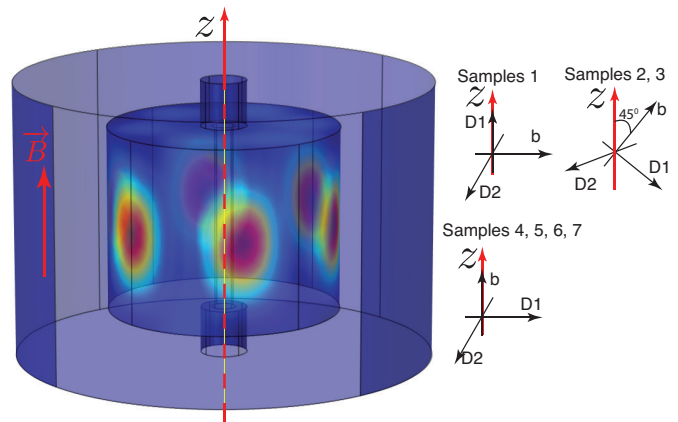 z
B
Samples 1
z
D1
b
D2
Samples 2, 3
z
45⁰
b
D1
D2
Samples 4, 5, 6, 7
z
b
D1
D2